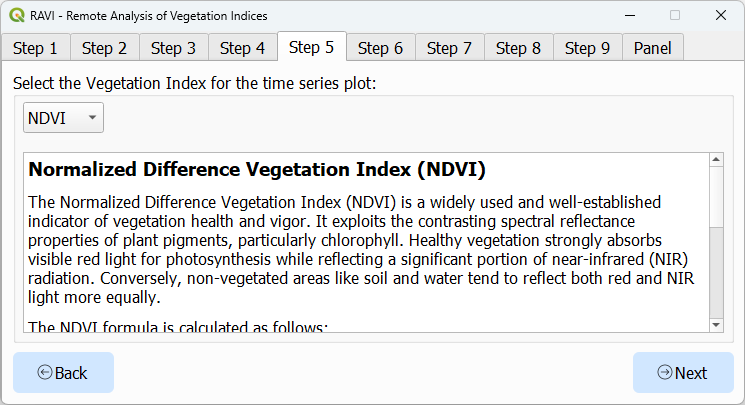 RAVI - Remote Analysis of Vegetation Indices
Step 1 Step 2 Step 3 Step 4 Step 5 Step 6 Step 7 Step 8 Step 9 Panel
Select the Vegetation Index for the time series plot:
NDVI
Normalized Difference Vegetation Index (NDVI)
The Normalized Difference Vegetation Index (NDVI) is a widely used and well-established
indicator of vegetation health and vigor. It exploits the contrasting spectral reflectance
properties of plant pigments, particularly chlorophyll. Healthy vegetation strongly absorbs
visible red light for photosynthesis while reflecting a significant portion of near-infrared (NIR)
radiation. Conversely, non-vegetated areas like soil and water tend to reflect both red and NIR
light more equally.
The NDVI formula is calculated as follows:
Back Next